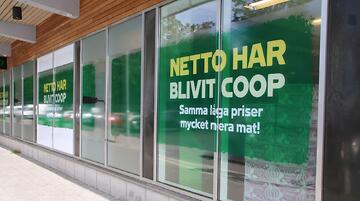 NETTO HAR
BLIVIT COOP
NETTO HAR
BLIVIT COOP
Samma låga priser
mycket mera mat!